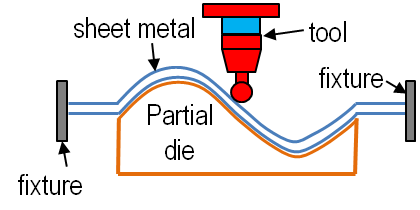 sheet metal
tool
fixture
Partial
die
fixture